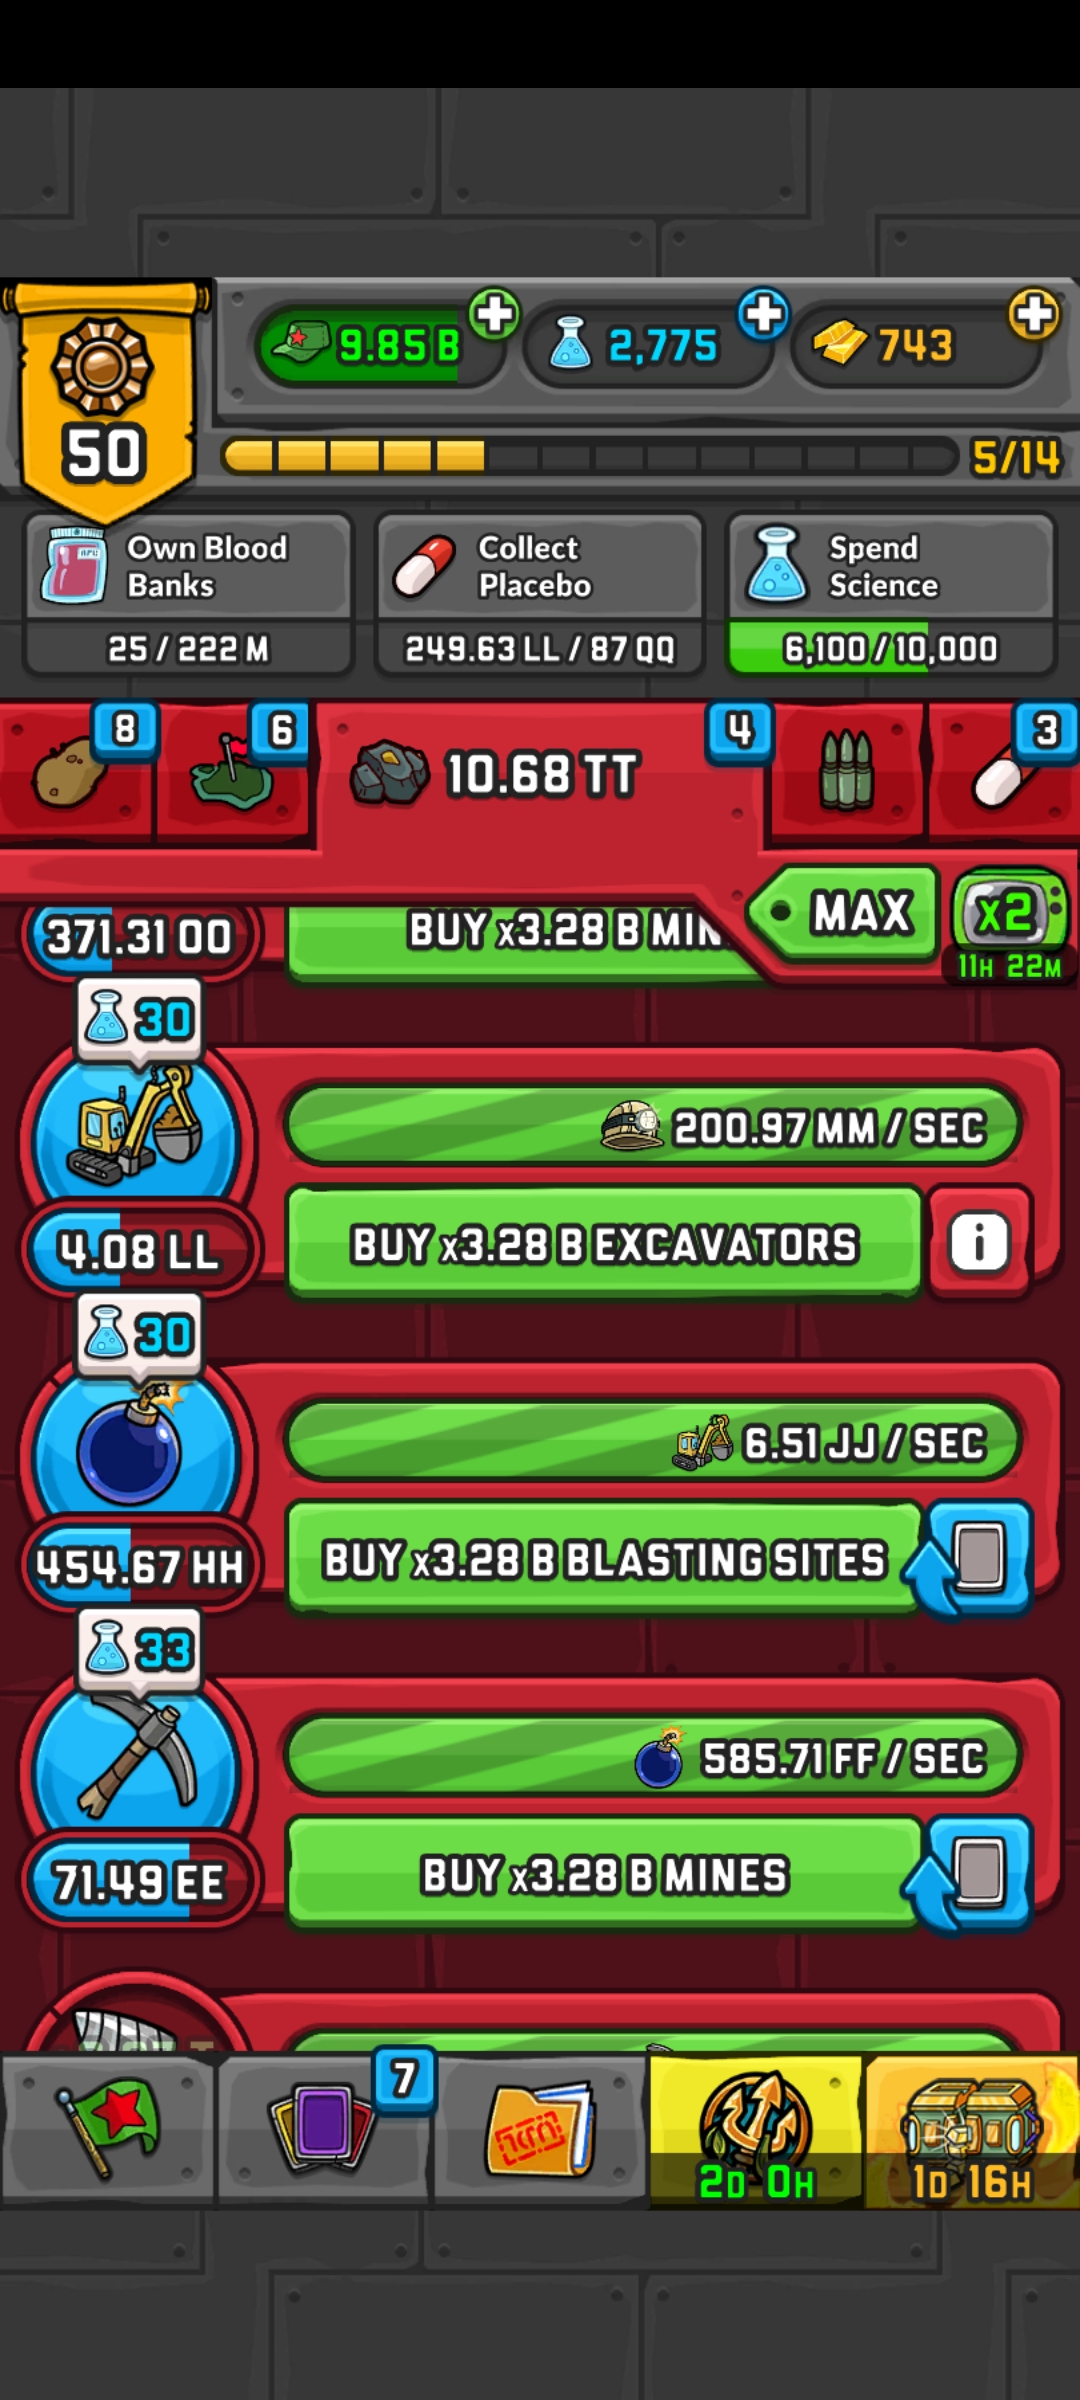 9.85 B
2,775
743
50
5/14
Own Blood
Banks
25 / 222 M
Collect
Placebo
249.63 LL / 87 QQ
Spend
Science
6,100 / 10,000
8
6
10.68 TT
4
3
MAX
x2
11H 22M
371.31 OO
BUY x3.28 B MIN
30
200.97 MM / SEC
4.08 LL
BUY x3.28 B EXCAVATORS
i
30
6.51 JJ / SEC
454.67 HH
BUY x3.28 B BLASTING SITES
33
585.71 FF / SEC
71.49 EE
BUY x3.28 B MINES
7
2D 0H
1D 16H